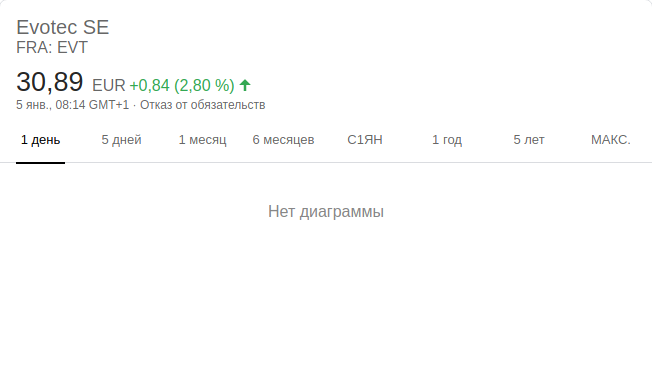 Evotec SE
FRA: EVT
30,89 EUR +0,84 (2,80 %)
5 янв., 08:14 GMT+1 · Отказ от обязательств
1 день 5 дней 1 месяц 6 месяцев С1ЯН 1 год 5 лет МАКС.
Нет диаграммы